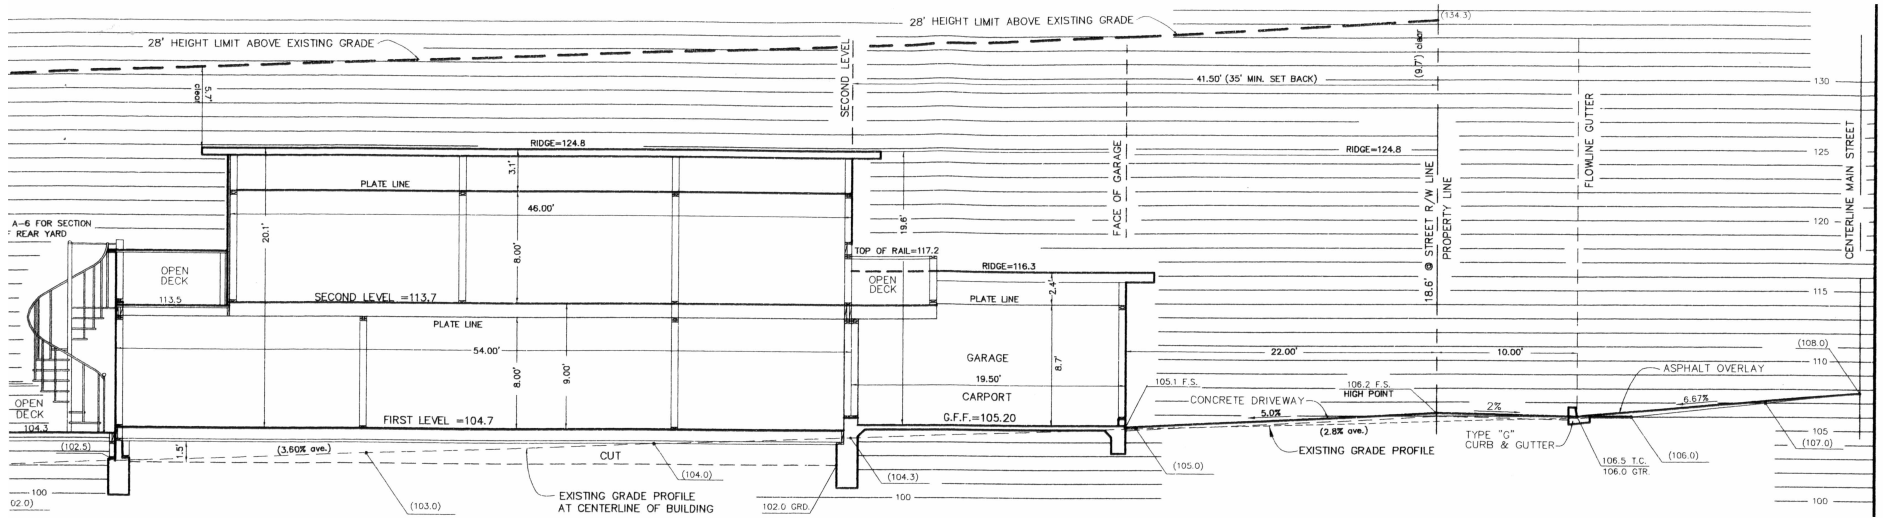 28' HEIGHT LIMIT ABOVE EXISTING GRADE
(134.3)
28' HEIGHT LIMIT ABOVE EXISTING GRADE
SECOND LEVEL
(9.7') clear
41.50' (35' MIN. SET BACK)
130
5.7'
clear
FLOWLINE GUTTER
CENTERLINE MAIN STREET
RIDGE=124.8
RIDGE=124.8
125
3.1'
FACE OF GARAGE
18.6' @ STREET R/W LINE
PROPERTY LINE
PLATE LINE
46.00'
A-6 FOR SECTION
REAR YARD
20.1'
19.6'
120
8.00'
TOP OF RAIL=117.2
RIDGE=116.3
OPEN
DECK
OPEN
DECK
113.5
SECOND LEVEL =113.7
2.4'
PLATE LINE
115
PLATE LINE
(108.0)
54.00'
GARAGE
22.00'
10.00'
110
8.00'
9.00'
8.7'
19.50'
ASPHALT OVERLAY
CARPORT
105.1 F.S.
106.2 F.S.
HIGH POINT
CONCRETE DRIVEWAY
6.67%
OPEN
DECK
FIRST LEVEL =104.7
G.F.F.=105.20
5.0%
2%
104.3
(2.8% ave.)
TYPE "G"
CURB & GUTTER
105
(102.5)
1.5'
(3.60% ave.)
CUT
EXISTING GRADE PROFILE
(107.0)
(104.0)
(104.3)
(105.0)
106.5 T.C.
106.0 GTR.
(106.0)
100
EXISTING GRADE PROFILE
AT CENTERLINE OF BUILDING
100
100
02.0)
(103.0)
102.0 GRD.